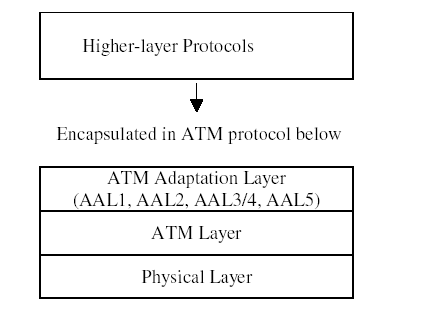 Higher-layer Protocols
Encapsulated in ATM protocol below
ATM Adaptation Layer
(AAL1, AAL2, AAL3/4, AAL5)
ATM Layer
Physical Layer